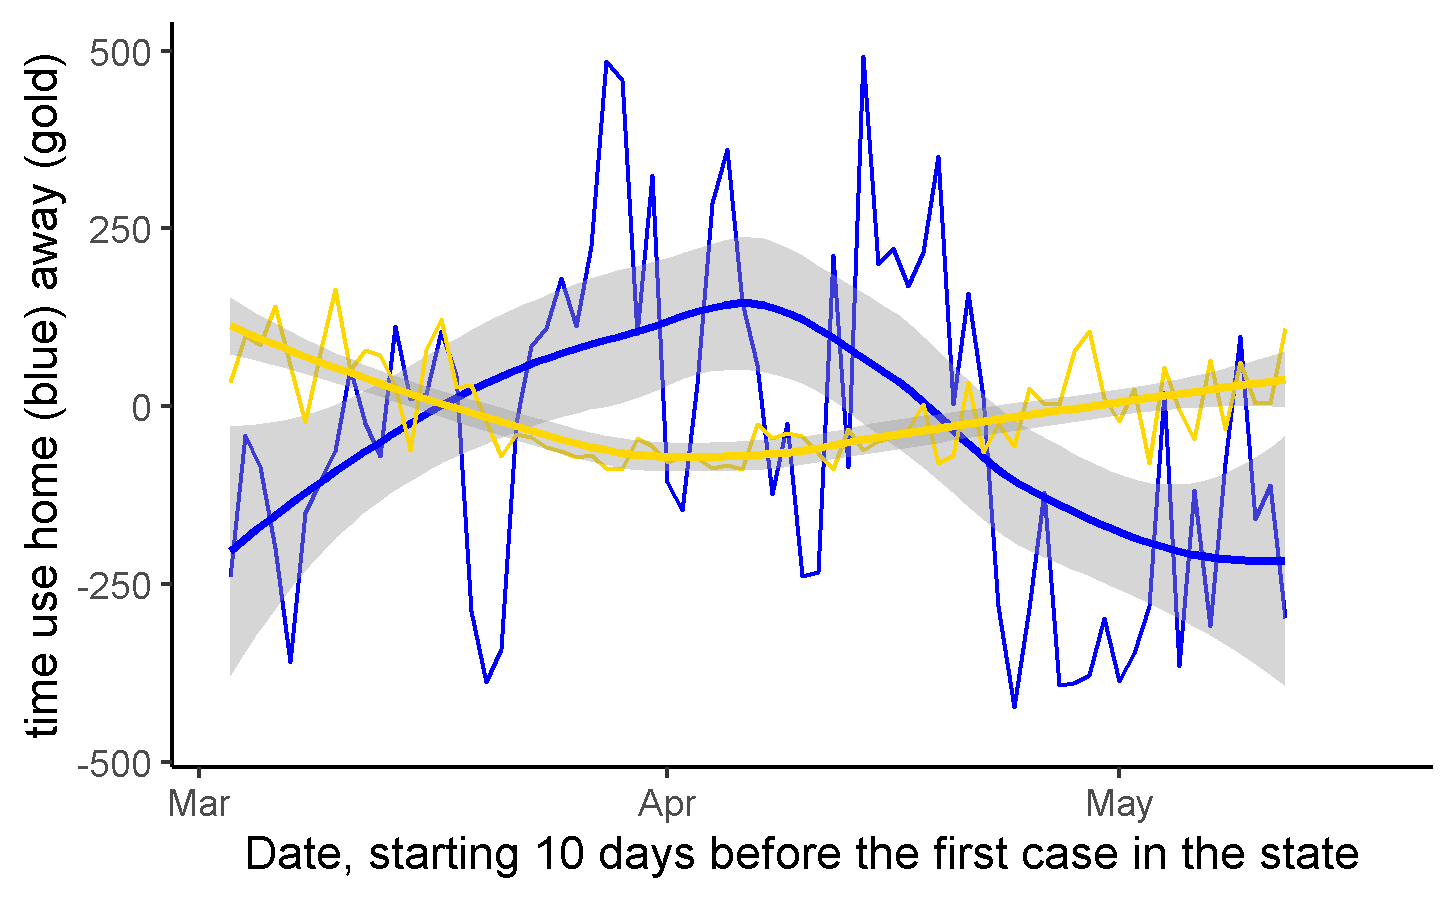 time use home (blue) away (gold)
500
250
0
-250
-500
Mar
Apr
May
Date, starting 10 days before the first case in the state